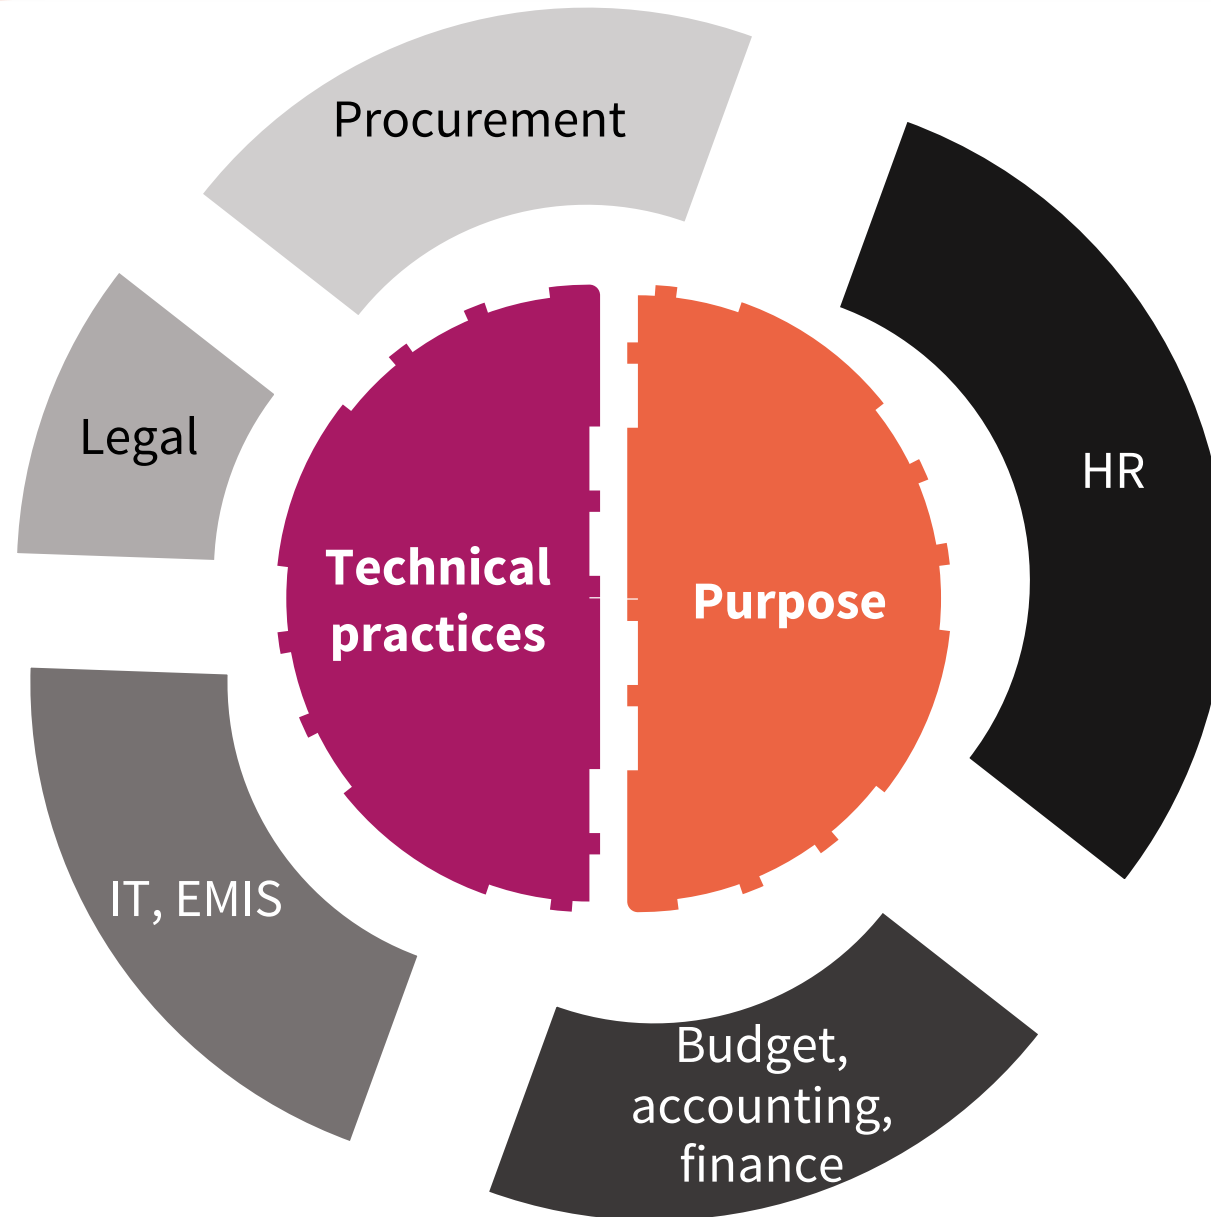 Procurement
Legal
HR
Technical
practices
Purpose
IT, EMIS
Budget,
accounting,
finance